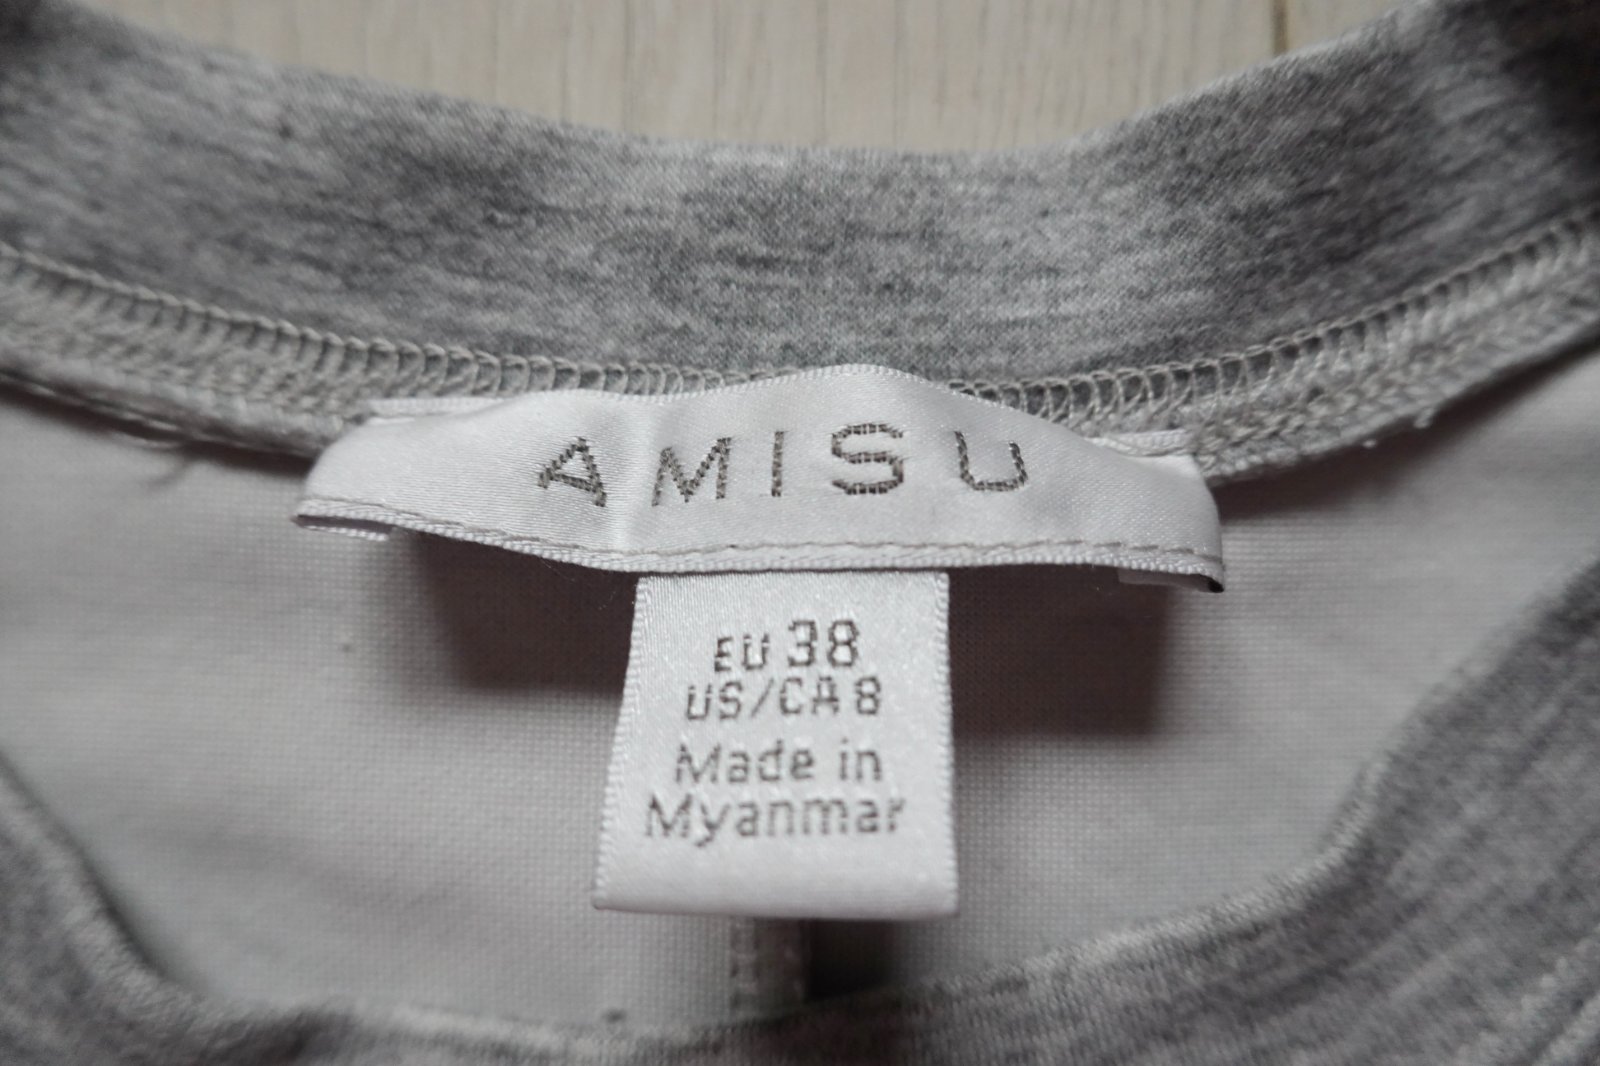 AMISU
EU 38
US/CA 8
Made in
Myanmar